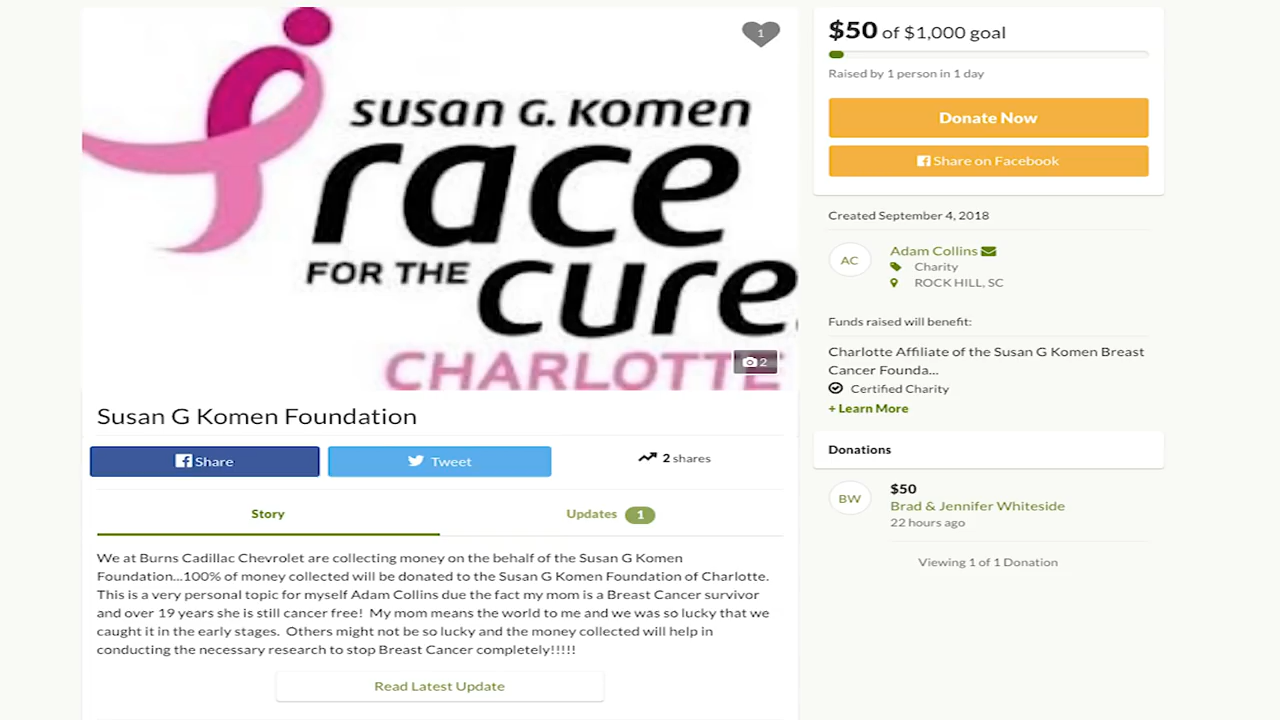 susan G. Komen
race
FOR THE
cure
CHARLOTTE
1
2
Susan G Komen Foundation
Share
Tweet
2 shares
Story
Updates 1
We at Burns Cadillac Chevrolet are collecting money on the behalf of the Susan G Komen
Foundation...100% of money collected will be donated to the Susan G Komen Foundation of Charlotte.
This is a very personal topic for myself Adam Collins due the fact my mom is a Breast Cancer survivor
and over 19 years she is still cancer free! My mom means the world to me and we was so lucky that we
caught it in the early stages. Others might not be so lucky and the money collected will help in
conducting the necessary research to stop Breast Cancer completely!!!!!
Read Latest Update
$50 of $1,000 goal
Raised by 1 person in 1 day
Donate Now
Share on Facebook
Created September 4, 2018
AC
Adam Collins
Charity
ROCK HILL, SC
Funds raised will benefit:
Charlotte Affiliate of the Susan G Komen Breast
Cancer Founda...
Certified Charity
+ Learn More
Donations
BW
$50
Brad & Jennifer Whiteside
22 hours ago
Viewing 1 of 1 Donation